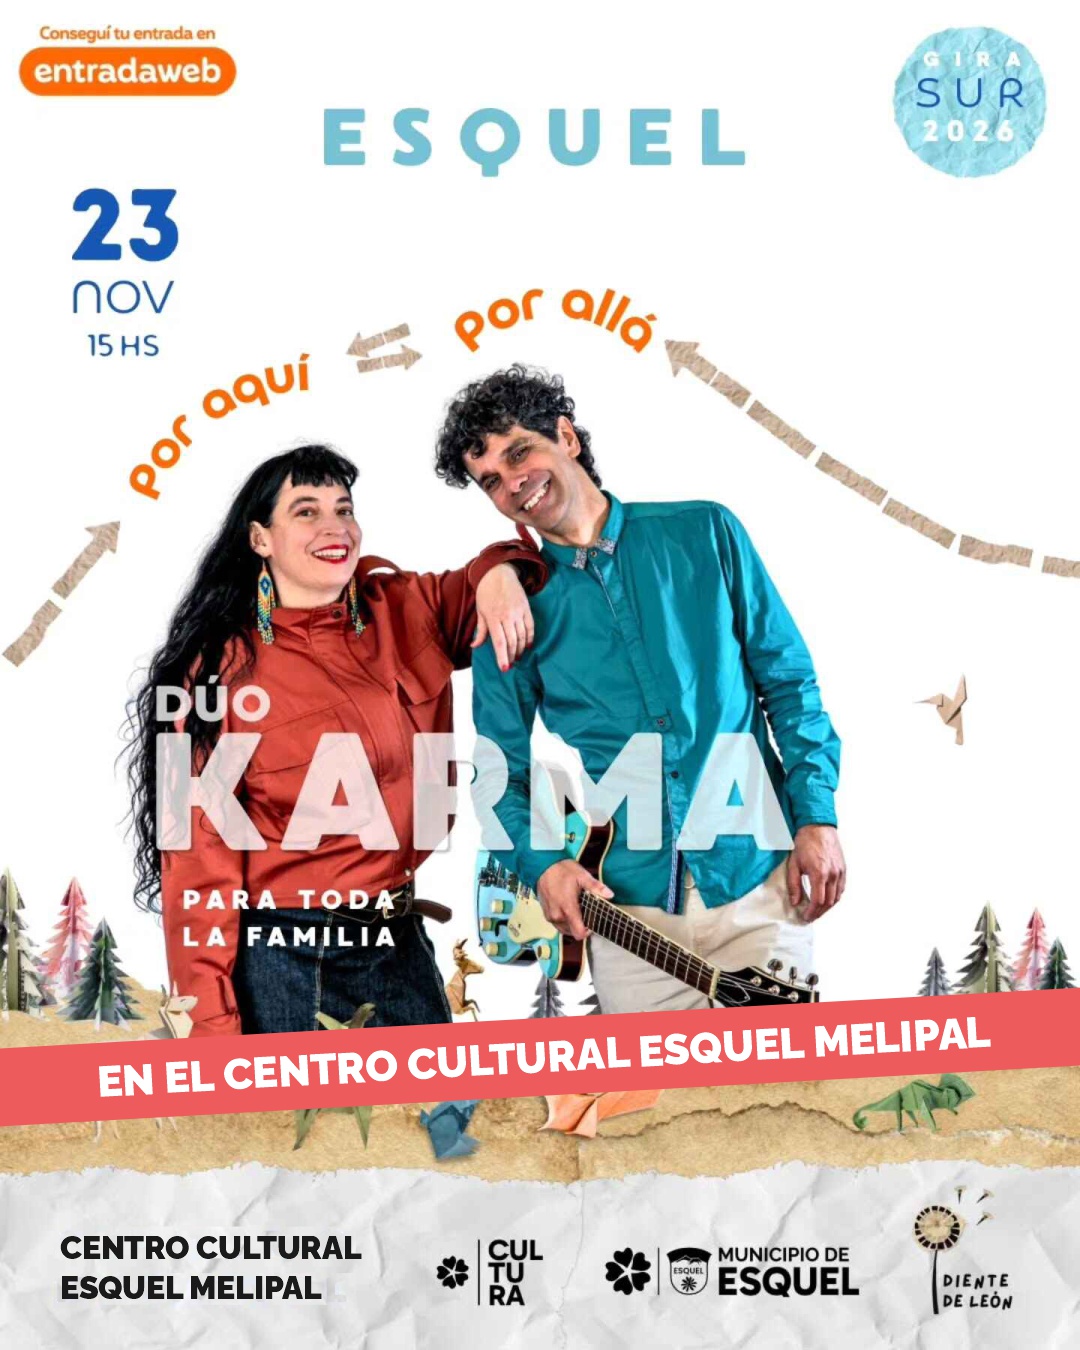 Conseguí tu entrada en
entradaweb
GIRA
SUR
2026
ESQUEL
23
NOV
15 HS
por aquí
por allá
DÚO
KARMA
PARA TODA
LA FAMILIA
EN EL CENTRO CULTURAL ESQUEL MELIPAL
CENTRO CULTURAL
ESQUEL MELIPAL
CUL
TU
RA
ESQUEL
MUNICIPIO DE
ESQUEL
DIENTE
DE LEÓN